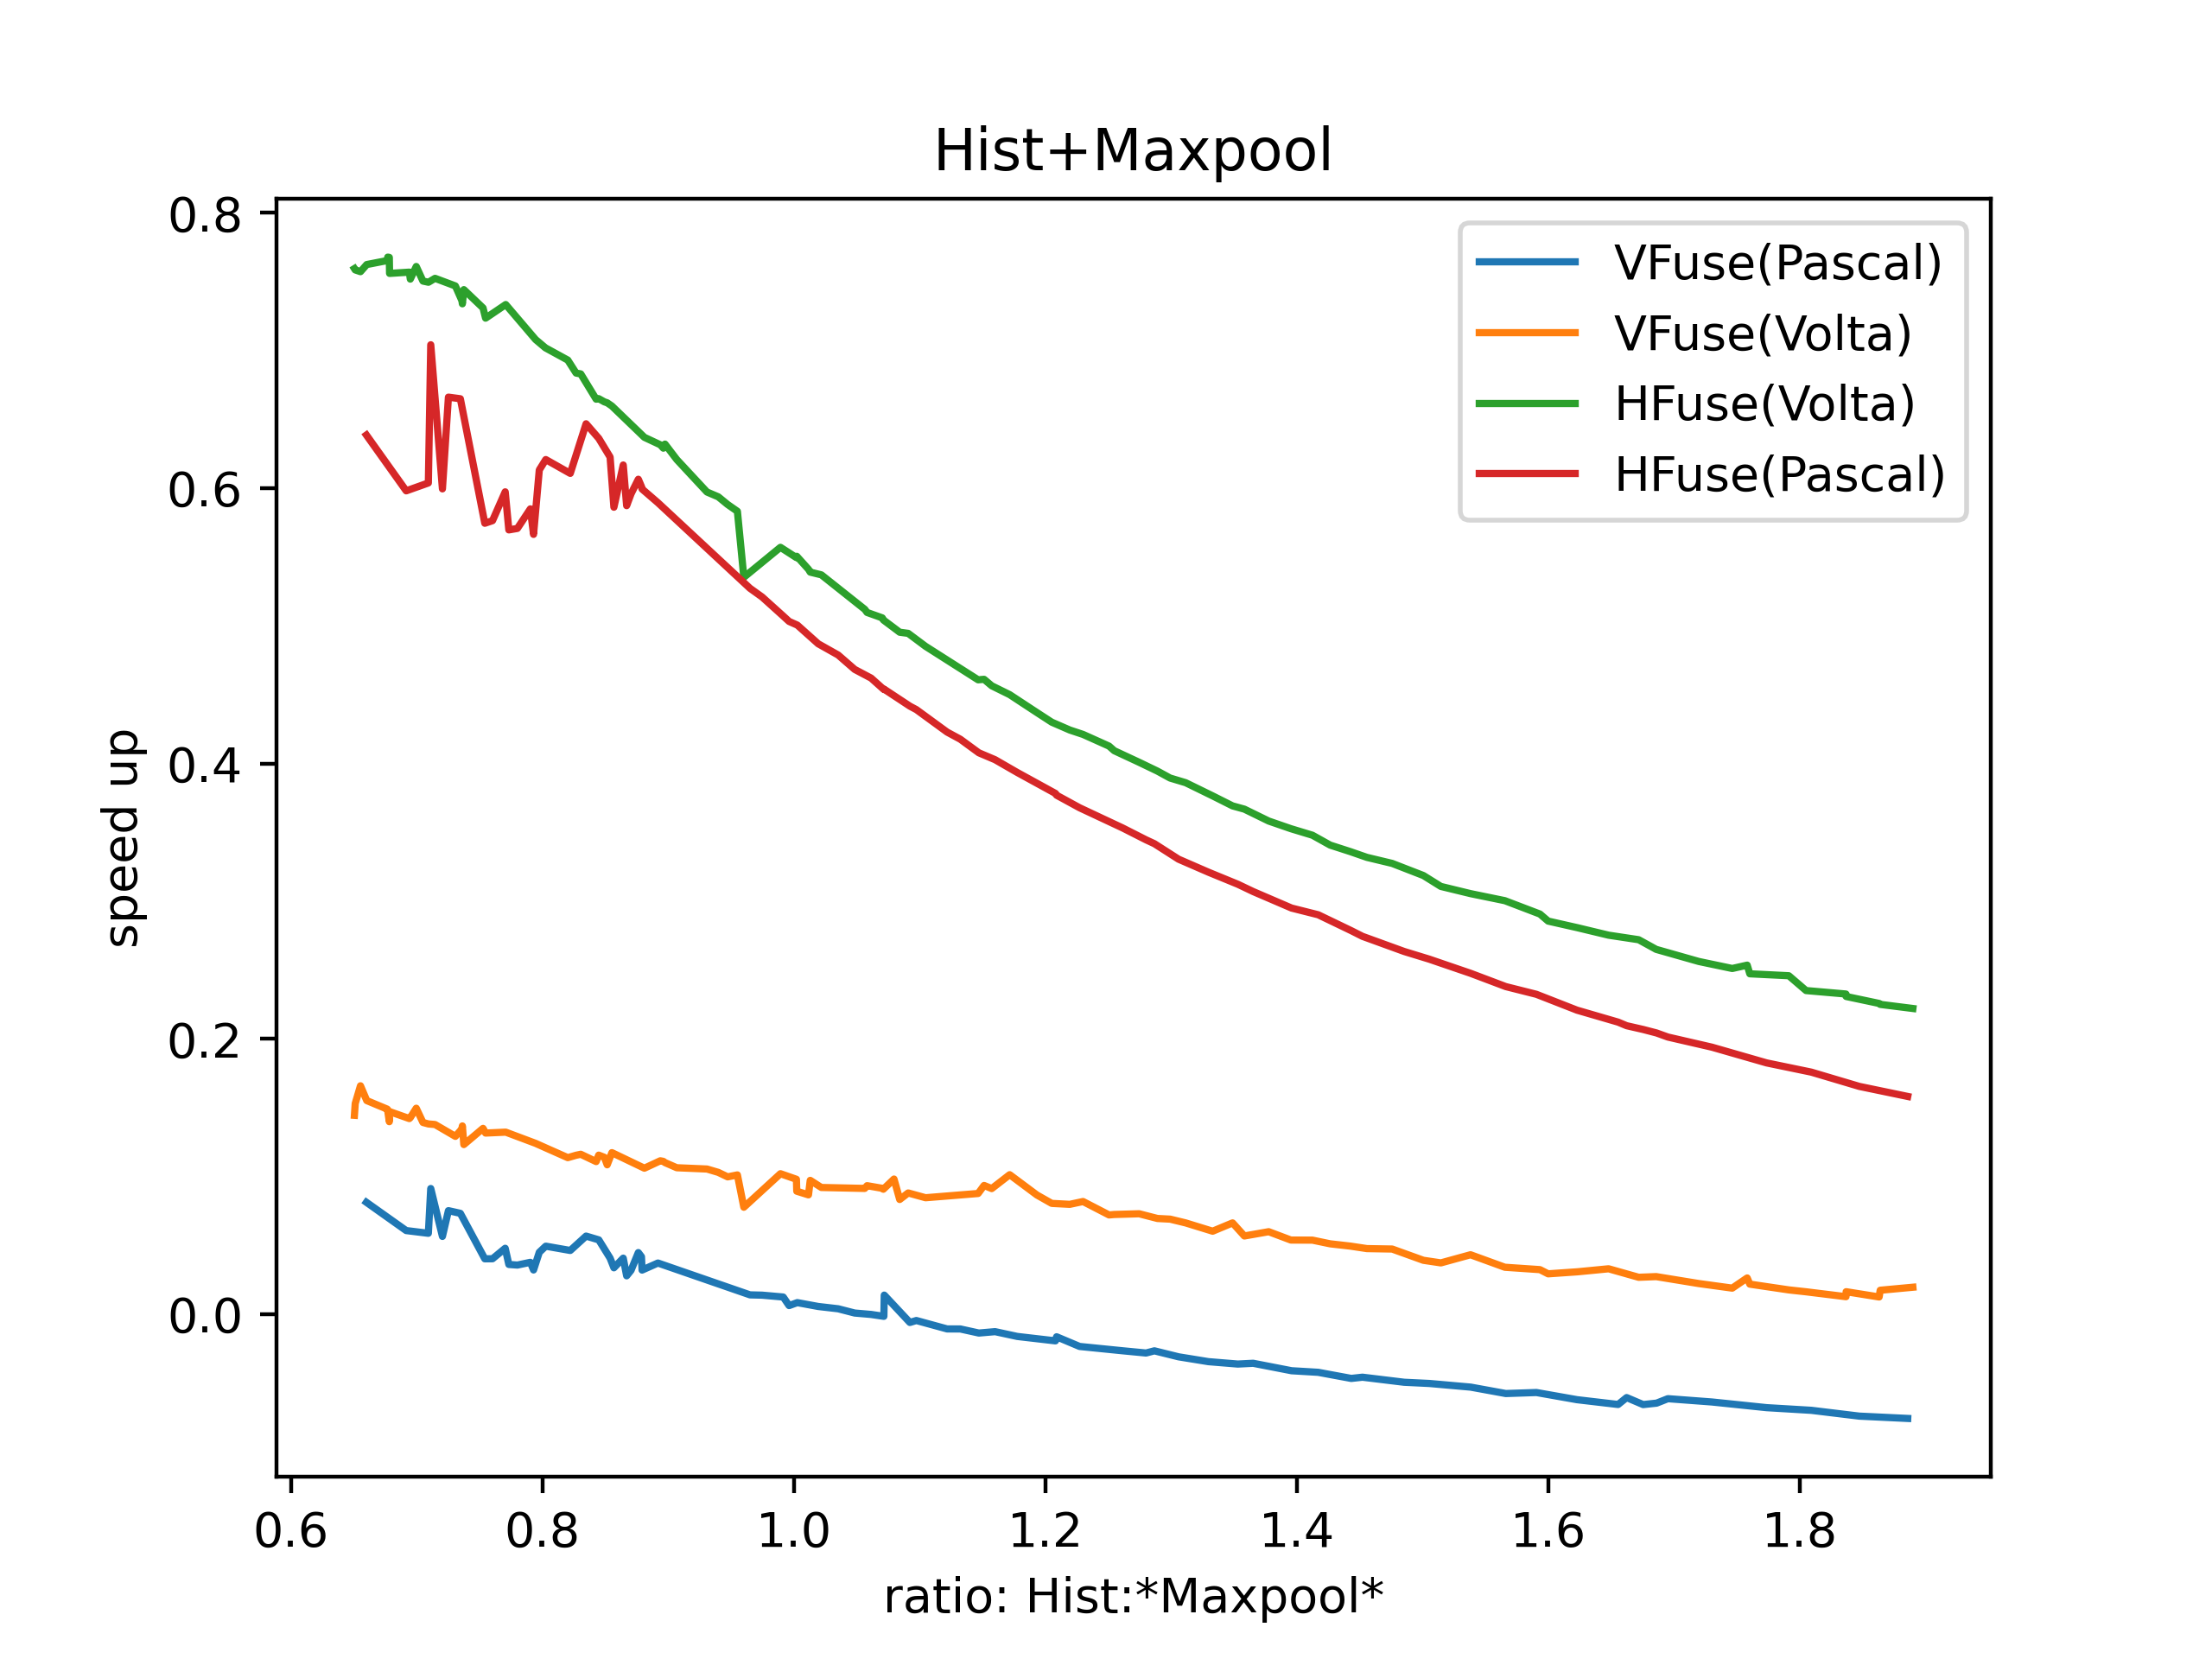 Hist+Maxpool
VFuse(Pascal)
VFuse(Volta)
HFuse(Volta)
HFuse(Pascal)
speed up
0.8
0.6
0.4
0.2
0.0
0.6 0.8 1.0 1.2 1.4 1.6 1.8
ratio: Hist:*Maxpool*